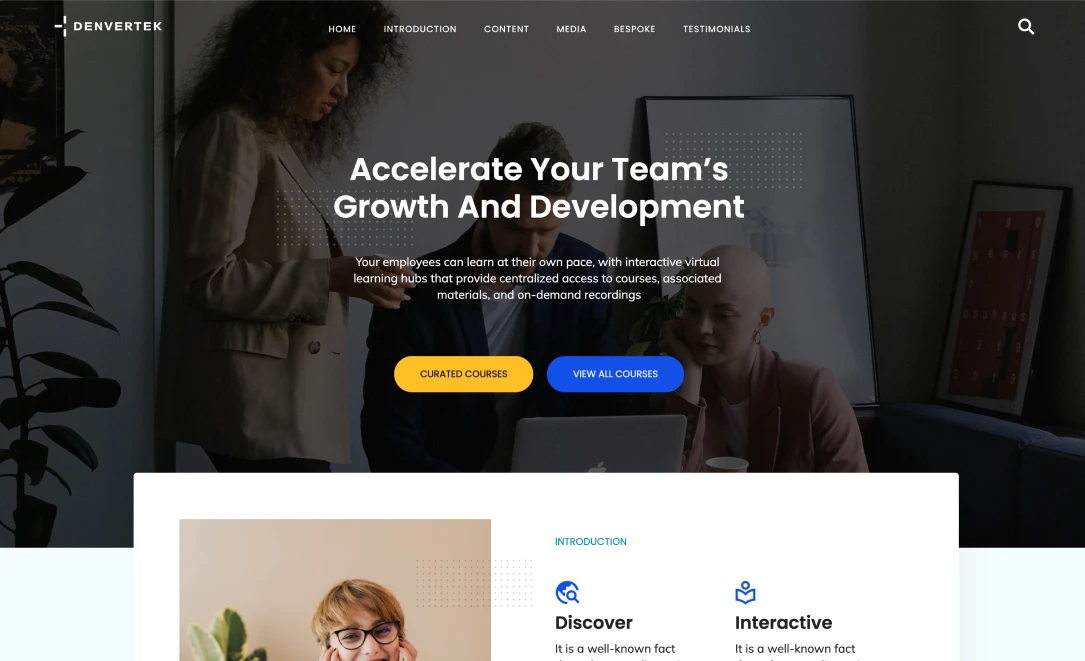 DENVERTEK
HOME INTRODUCTION CONTENT MEDIA BESPOKE TESTIMONIALS
Accelerate Your Team’s
Growth And Development
Your employees can learn at their own pace, with interactive virtual
learning hubs that provide centralized access to courses, associated
materials, and on-demand recordings
CURATED COURSES
VIEW ALL COURSES
INTRODUCTION
Discover
It is a well-known fact
Interactive
It is a well-known fact